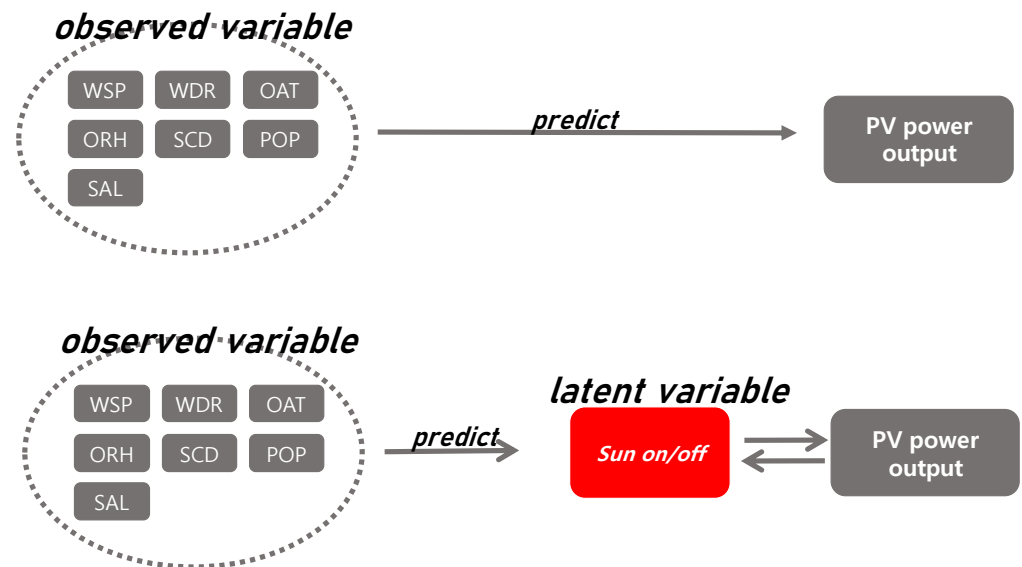 observed variable
WSP WDR OAT
ORH SCD POP
SAL
predict
PV power
output
observed variable
WSP WDR OAT
ORH SCD POP
SAL
predict
latent variable
Sun on/off
PV power
output